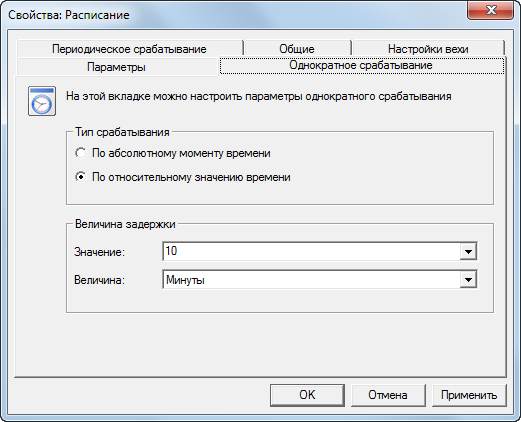 Свойства: Расписание
Периодическое срабатывание Общие Настройки вехи
Параметры Однократное срабатывание
На этой вкладке можно настроить параметры однократного срабатывания
Тип срабатывания
По абсолютному моменту времени
По относительному значению времени
Величина задержки
Значение: 10
Величина: Минуты
OK Отмена Применить